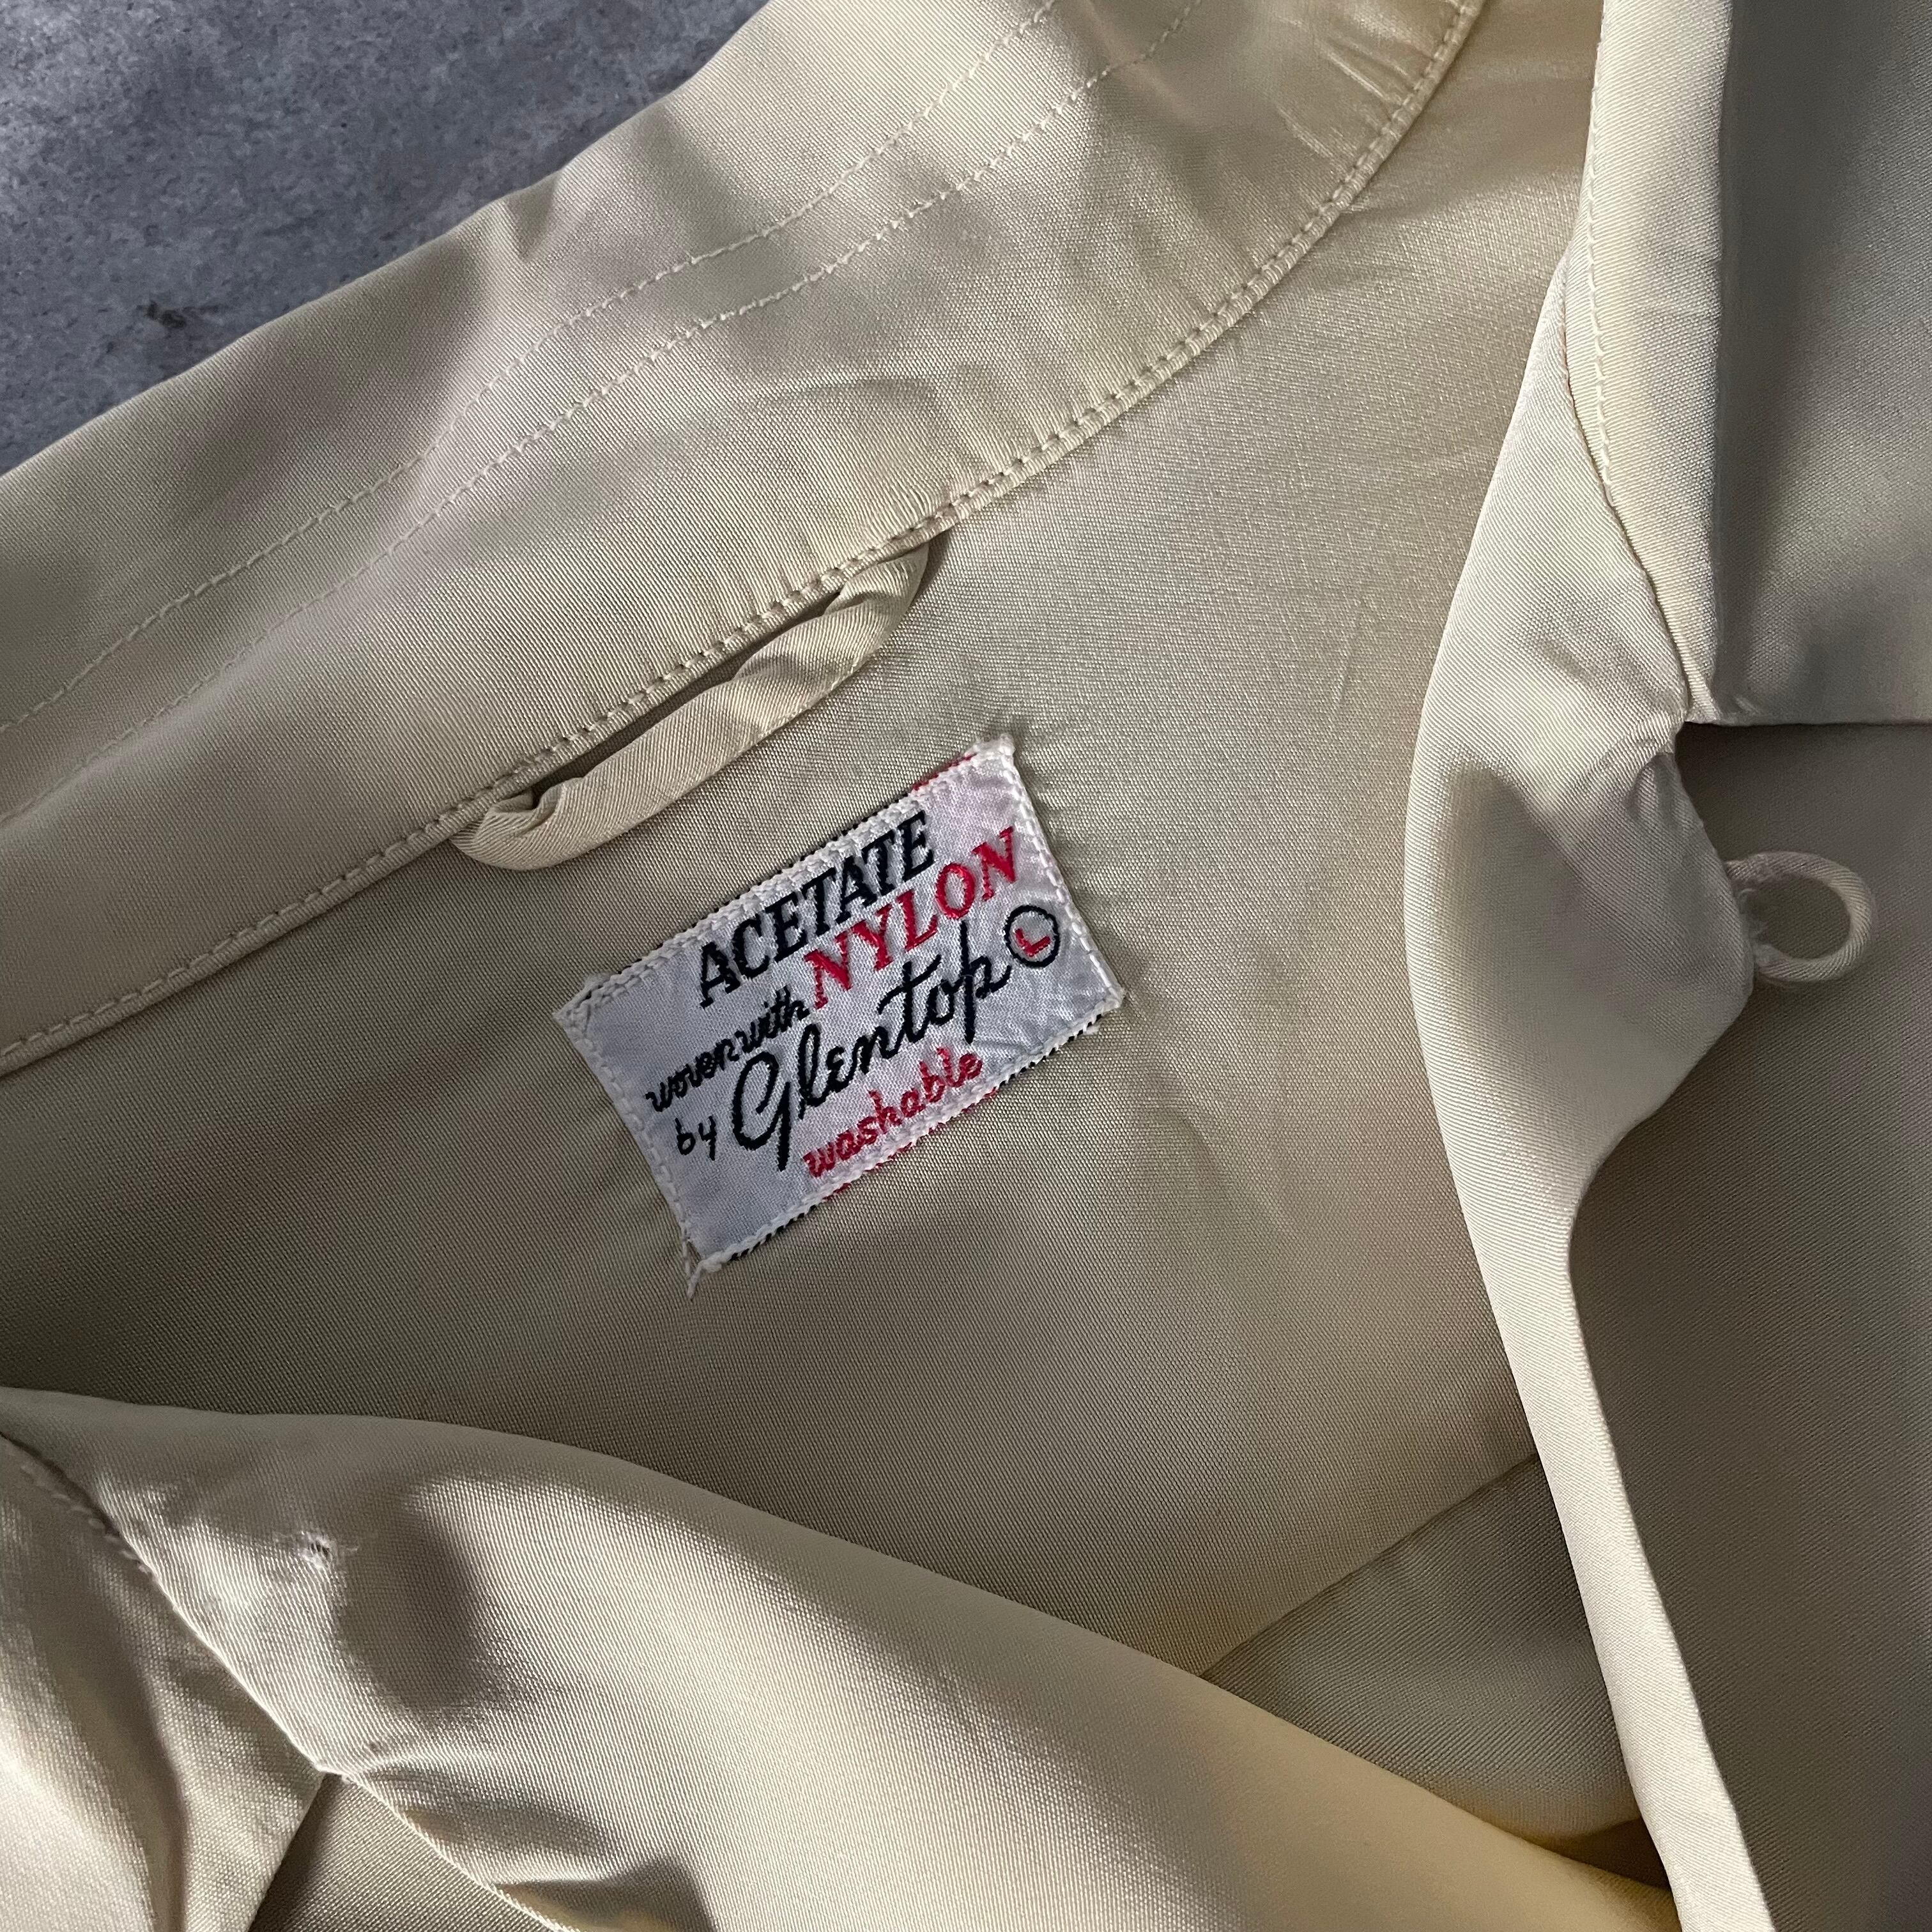 ACETATE
woven with NYLON
by Glentop L
washable